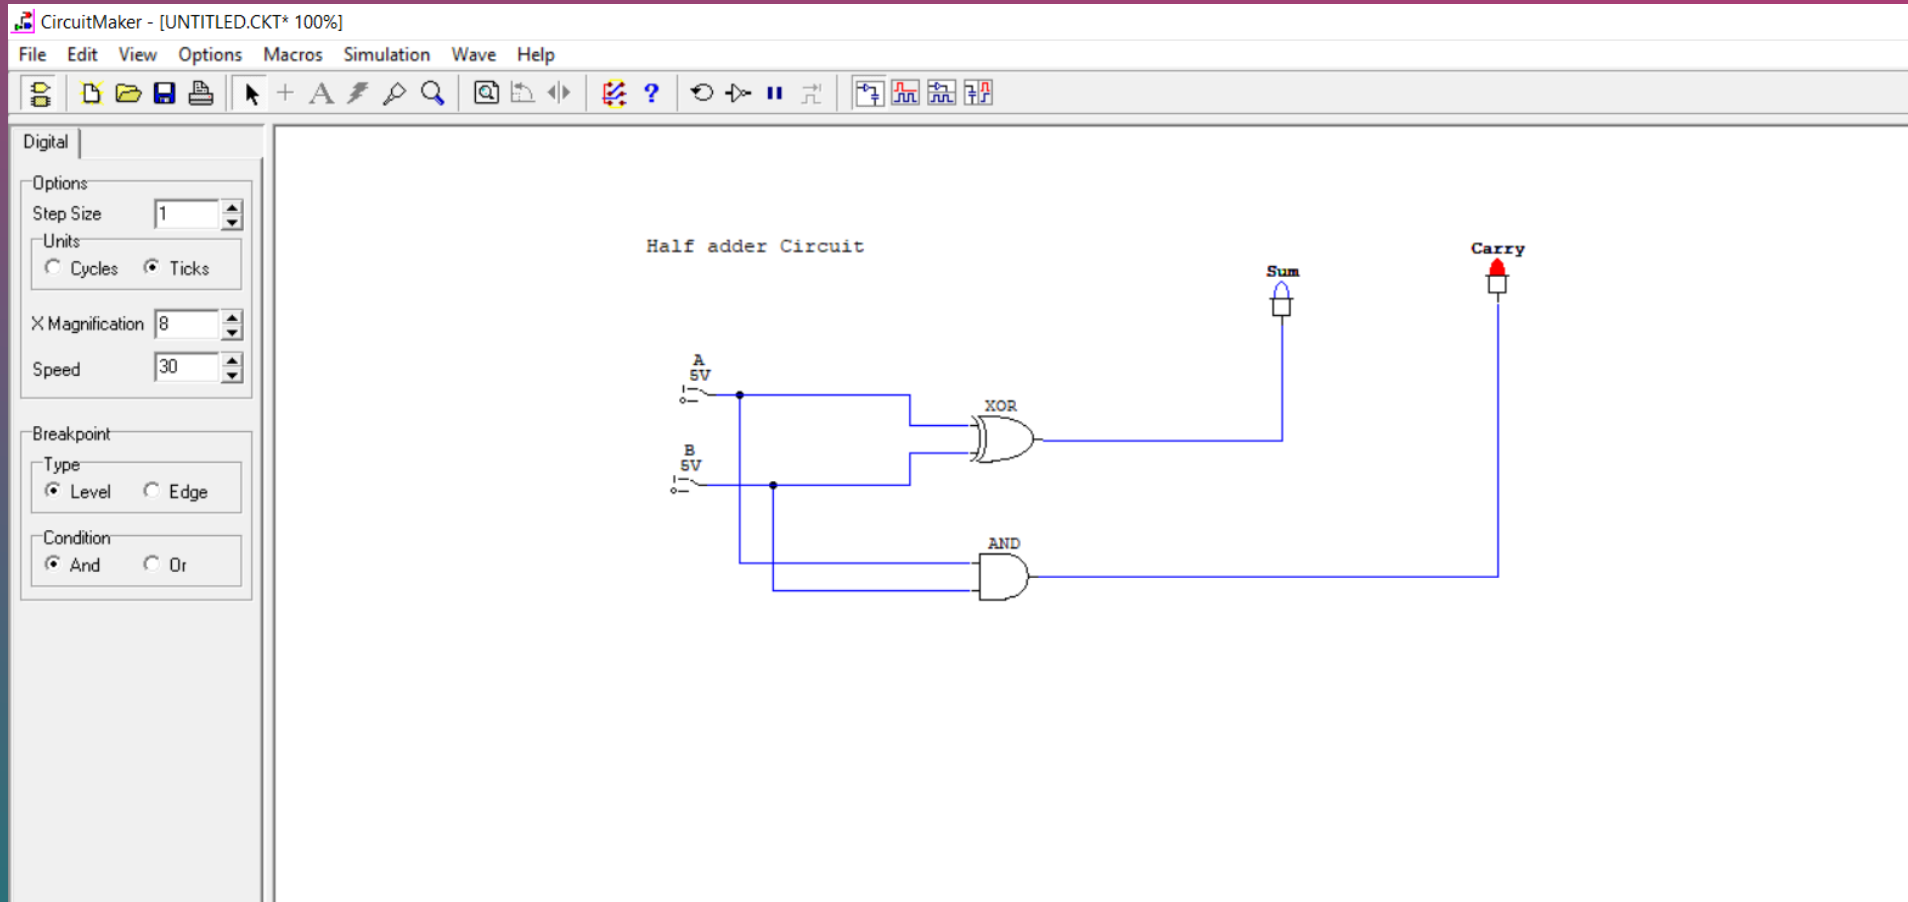 CircuitMaker - [UNTITLED.CKT* 100%]
File Edit View Options Macros Simulation Wave Help
A ?
Digital
Options
Step Size 1
Units
Cycles Ticks
X Magnification 8
Speed 30
Breakpoint
Type
Level Edge
Condition
And Or
Half adder Circuit
Sum
Carry
A
5V
B
5V
XOR
AND